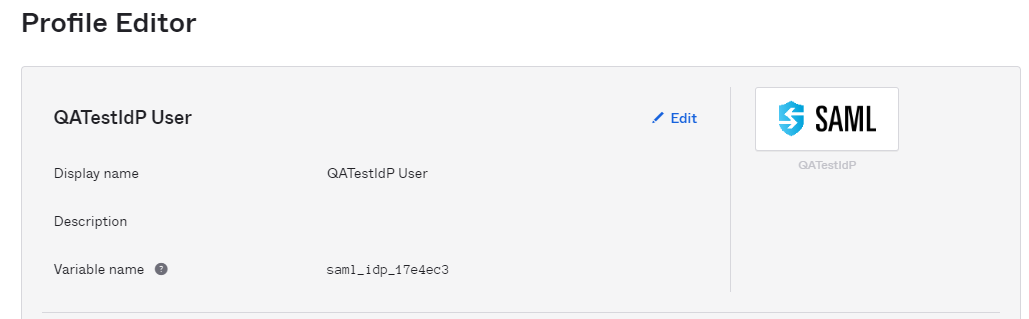 Profile Editor
QATestIdP User
Edit
SAML
QATestIdP
Display name
QATestIdP User
Description
Variable name ?
saml_idp_17e4ec3